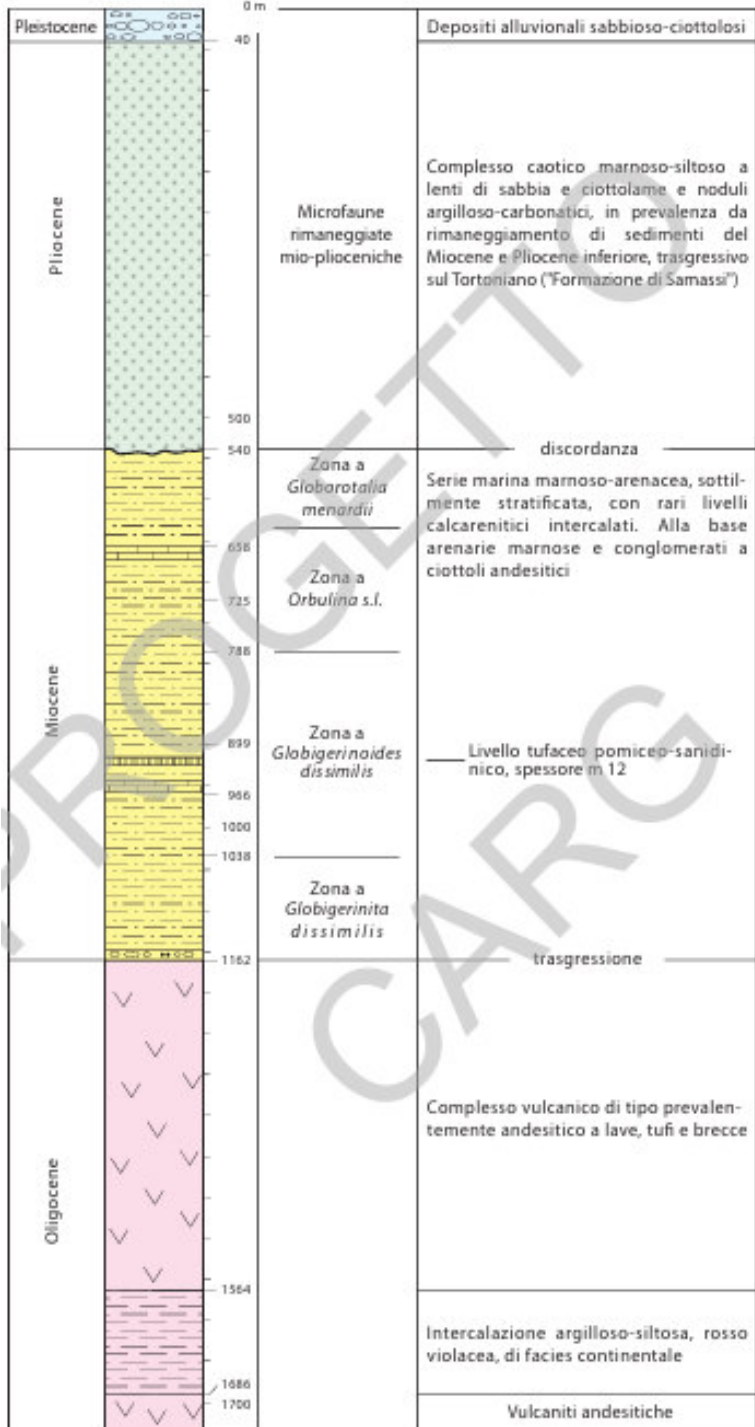 0 m
Pleistocene
Depositi alluvionali sabbioso-ciottolosi
40
Pliocene
Microfaune
rimaneggiate
mio-plioceniche
Complesso caotico marnoso-siltoso a
lenti di sabbia e ciottolame e noduli
argilloso-carbonatici, in prevalenza da
rimaneggiamento di sedimenti del
Miocene e Pliocene inferiore, trasgressivo
sul Tortoniano ("Formazione di Samassi")
500
540
discordanza
Miocene
Zona a
Globorotalia
menardii
Serie marina marnoso-arenacea, sottil-
mente stratificata, con rari livelli
calcarenitici intercalati. Alla base
arenarie marnose e conglomerati a
ciottoli andesitici
658
Zona a
Orbulina s.l.
725
788
Zona a
Globigerinoides
dissimilis
899
Livello tufaceo pomiceo-sanidi-
nico, spessore m 12
966
1000
1038
Zona a
Globigerinita
dissimilis
1162
trasgressione
Oligocene
Complesso vulcanico di tipo prevalen-
temente andesitico a lave, tufi e brecce
1564
Intercalazione argilloso-siltosa, rosso
violacea, di facies continentale
1686
1700
Vulcaniti andesitiche
PROGETTO
CARG